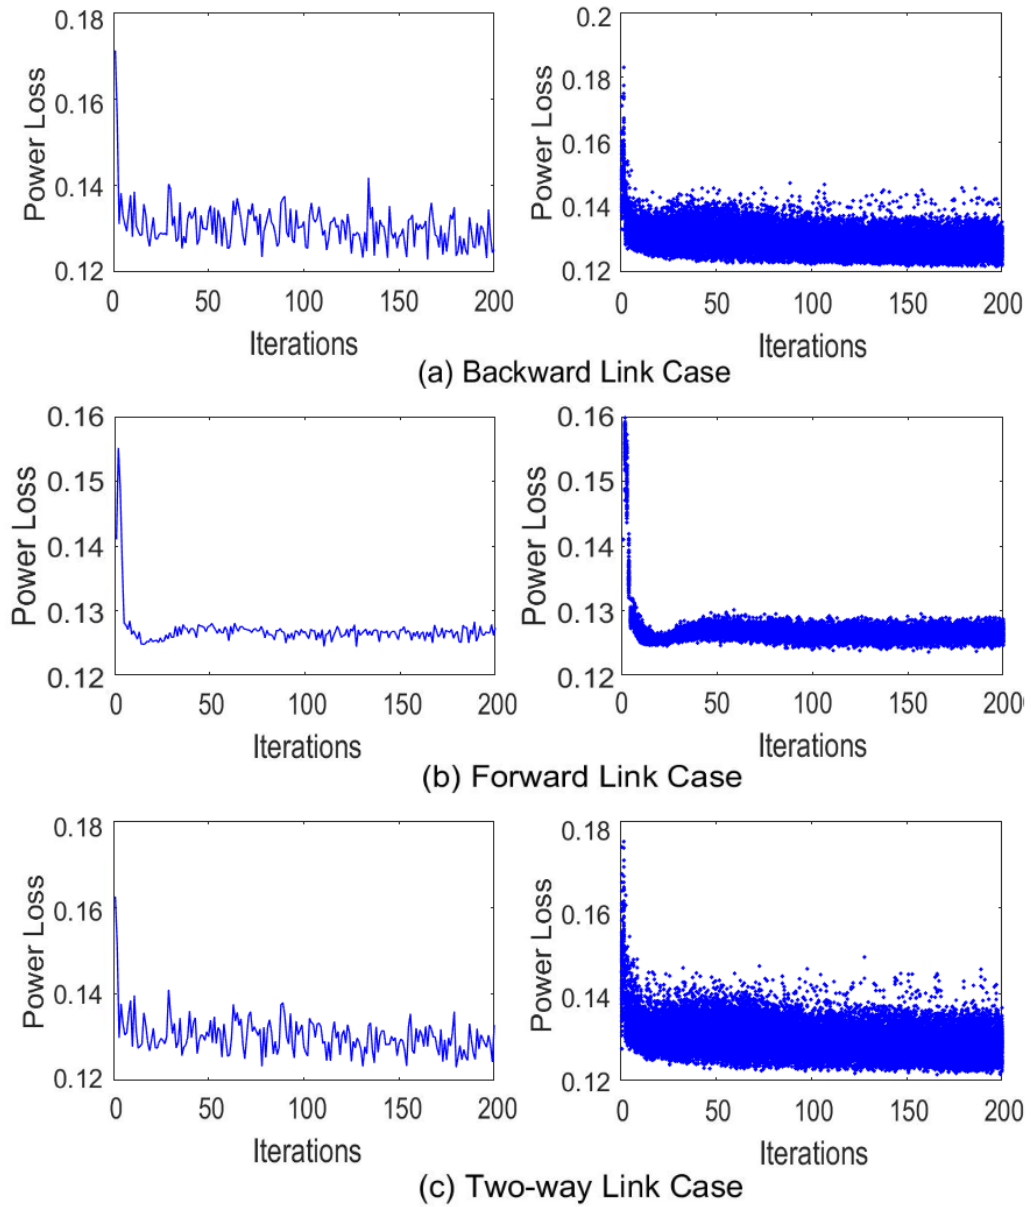 0.18
0.16
0.14
0.12
Power Loss
0 50 100 150 200
Iterations
0.2
0.18
0.16
0.14
0.12
Power Loss
0 50 100 150 200
Iterations
(a) Backward Link Case
0.16
0.15
0.14
0.13
0.12
Power Loss
0 50 100 150 200
Iterations
0.16
0.15
0.14
0.13
0.12
Power Loss
0 50 100 150 200
Iterations
(b) Forward Link Case
0.18
0.16
0.14
0.12
Power Loss
0 50 100 150 200
Iterations
0.18
0.16
0.14
0.12
Power Loss
0 50 100 150 200
Iterations
(c) Two-way Link Case